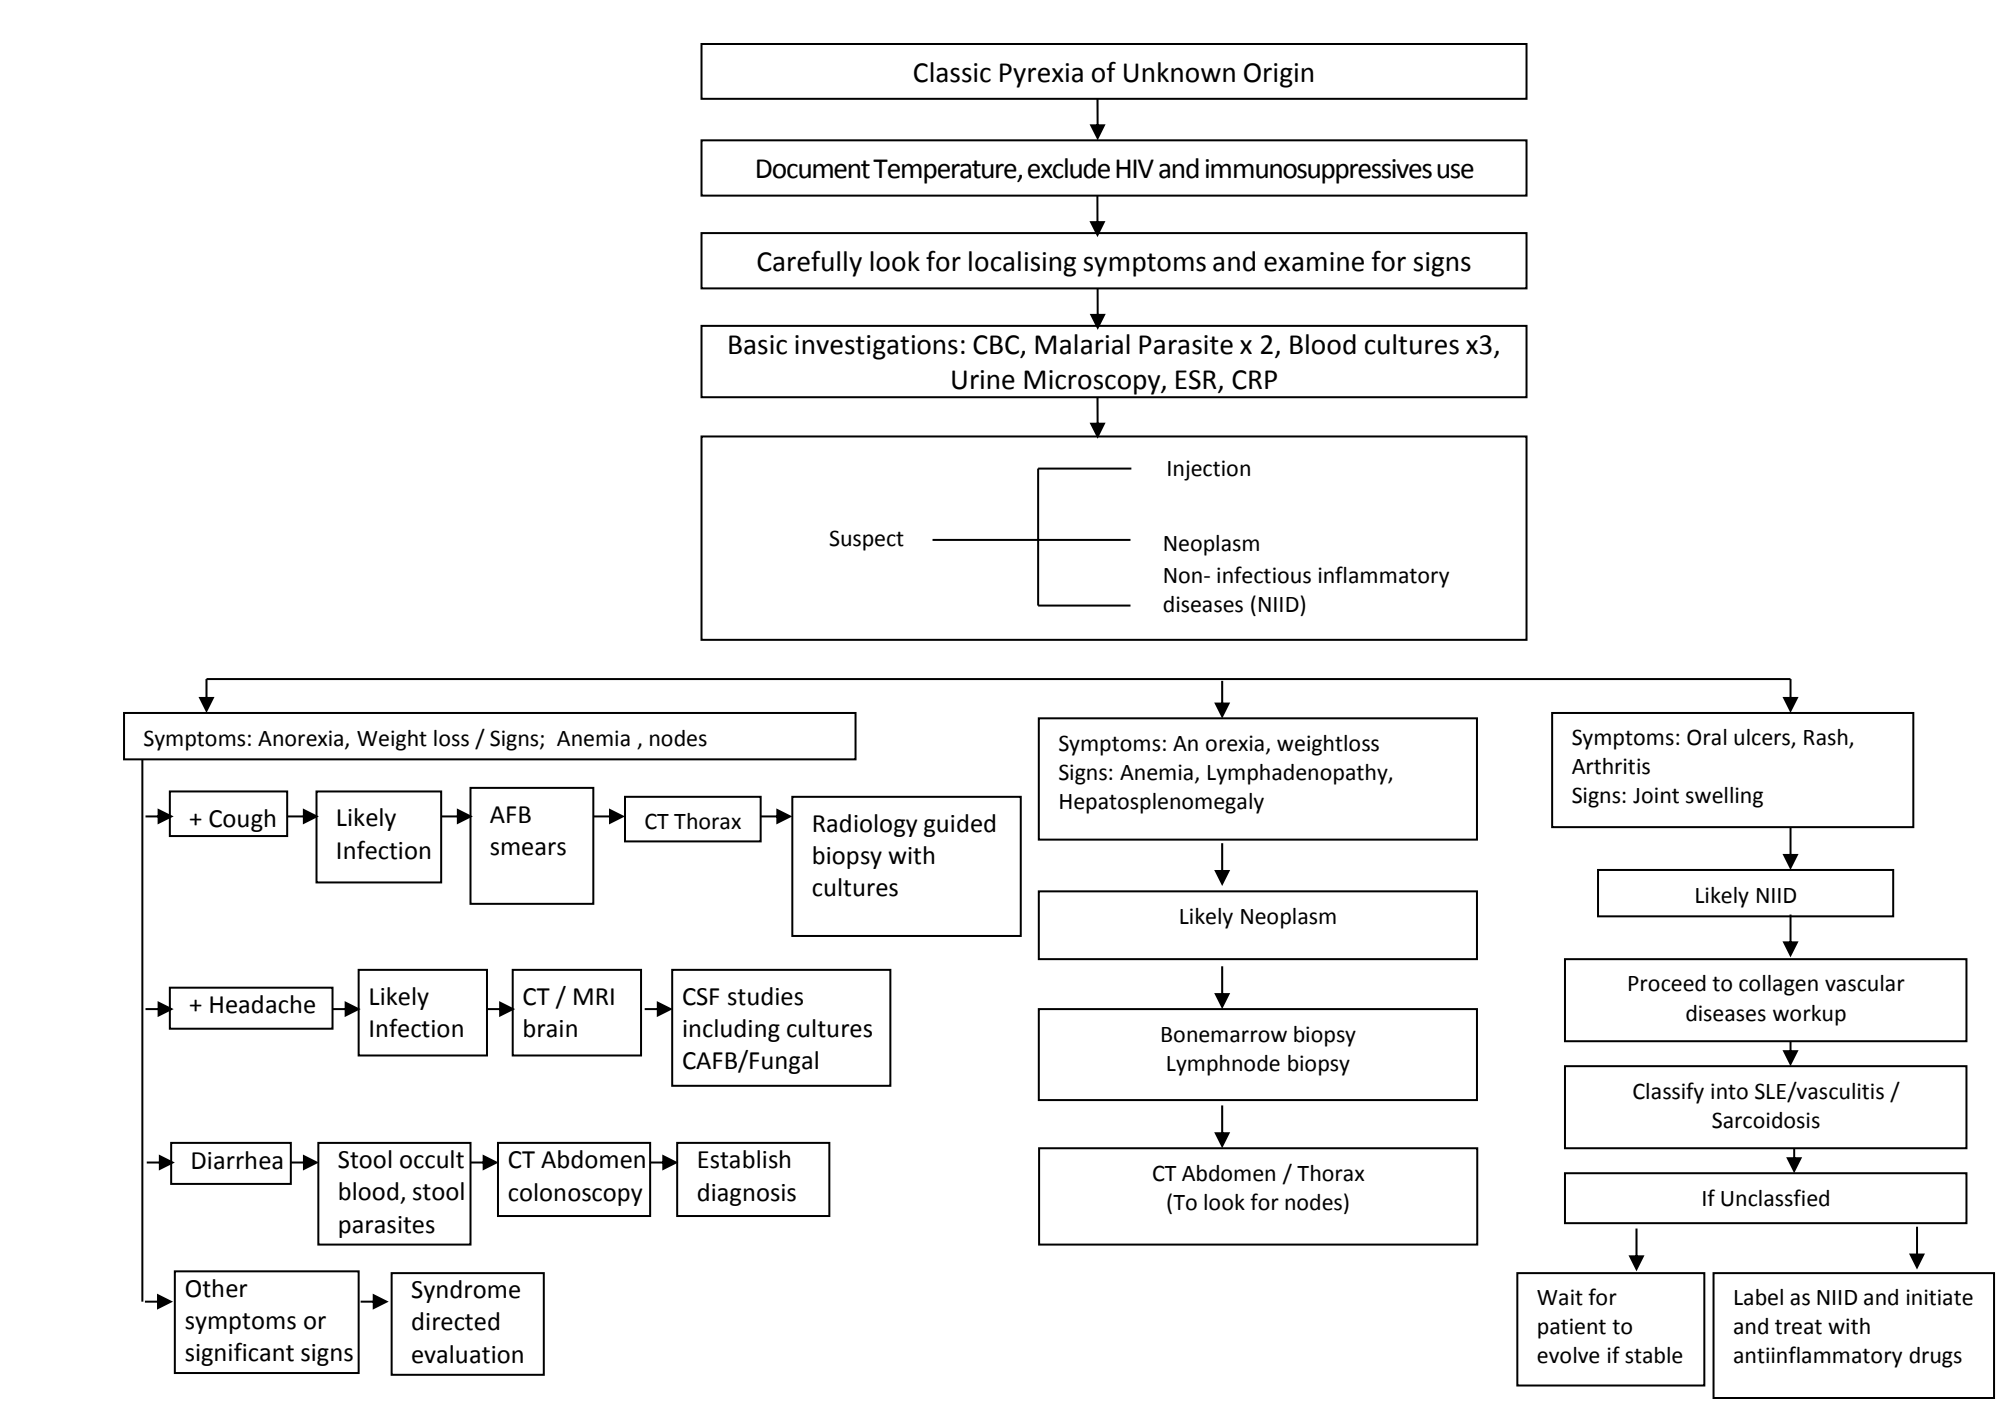 Classic Pyrexia of Unknown Origin
Document Temperature, exclude HIV and immunosuppressives use
Carefully look for localising symptoms and examine for signs
Basic investigations: CBC, Malarial Parasite x 2, Blood cultures x3,
Urine Microscopy, ESR, CRP
Suspect
Injection
Neoplasm
Non- infectious inflammatory
diseases (NIID)
Symptoms: Anorexia, Weight loss / Signs; Anemia , nodes
+ Cough
Likely
Infection
AFB
smears
CT Thorax
Radiology guided
biopsy with
cultures
+ Headache
Likely
Infection
CT / MRI
brain
CSF studies
including cultures
CAFB/Fungal
Diarrhea
Stool occult
blood, stool
parasites
CT Abdomen
colonoscopy
Establish
diagnosis
Other
symptoms or
significant signs
Syndrome
directed
evaluation
Symptoms: An orexia, weightloss
Signs: Anemia, Lymphadenopathy,
Hepatosplenomegaly
Likely Neoplasm
Bonemarrow biopsy
Lymphnode biopsy
CT Abdomen / Thorax
(To look for nodes)
Symptoms: Oral ulcers, Rash,
Arthritis
Signs: Joint swelling
Likely NIID
Proceed to collagen vascular
diseases workup
Classify into SLE/vasculitis /
Sarcoidosis
If Unclassfied
Wait for
patient to
evolve if stable
Label as NIID and initiate
and treat with
antiinflammatory drugs